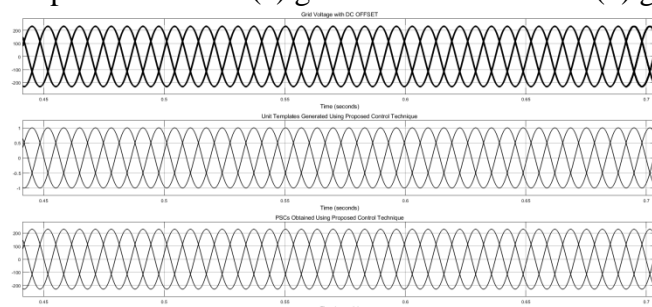 Grid Voltage with DC OFFSET
200
100
0
-100
-200
0.45 0.5 0.55 0.6 0.65 0.7
Time (seconds)
Unit Templates Generated Using Proposed Control Technique
1
0.5
0
-0.5
-1
0.45 0.5 0.55 0.6 0.65 0.7
Time (seconds)
PSCs Obtained Using Proposed Control Technique
200
100
0
-100
-200
0.45 0.5 0.55 0.6 0.65 0.7